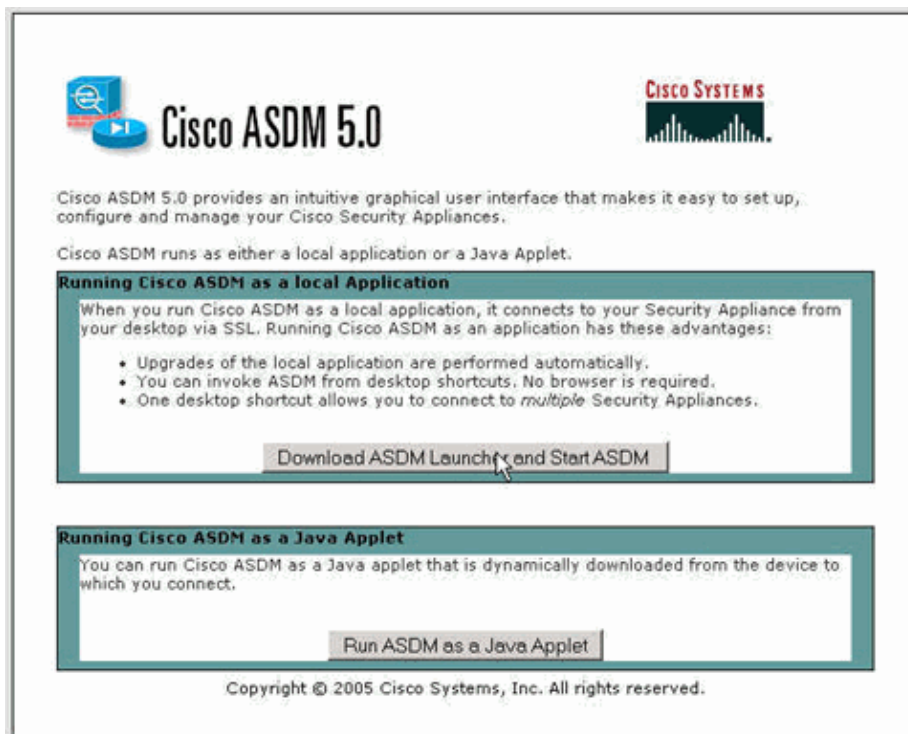 Cisco ASDM 5.0
CISCO SYSTEMS
Cisco ASDM 5.0 provides an intuitive graphical user interface that makes it easy to set up,
configure and manage your Cisco Security Appliances.
Cisco ASDM runs as either a local application or a Java Applet.
Running Cisco ASDM as a local Application
When you run Cisco ASDM as a local application, it connects to your Security Appliance from
your desktop via SSL. Running Cisco ASDM as an application has these advantages:
• Upgrades of the local application are performed automatically.
• You can invoke ASDM from desktop shortcuts. No browser is required.
• One desktop shortcut allows you to connect to multiple Security Appliances.
Download ASDM Launcher and Start ASDM
Running Cisco ASDM as a Java Applet
You can run Cisco ASDM as a Java applet that is dynamically downloaded from the device to
which you connect.
Run ASDM as a Java Applet
Copyright © 2005 Cisco Systems, Inc. All rights reserved.